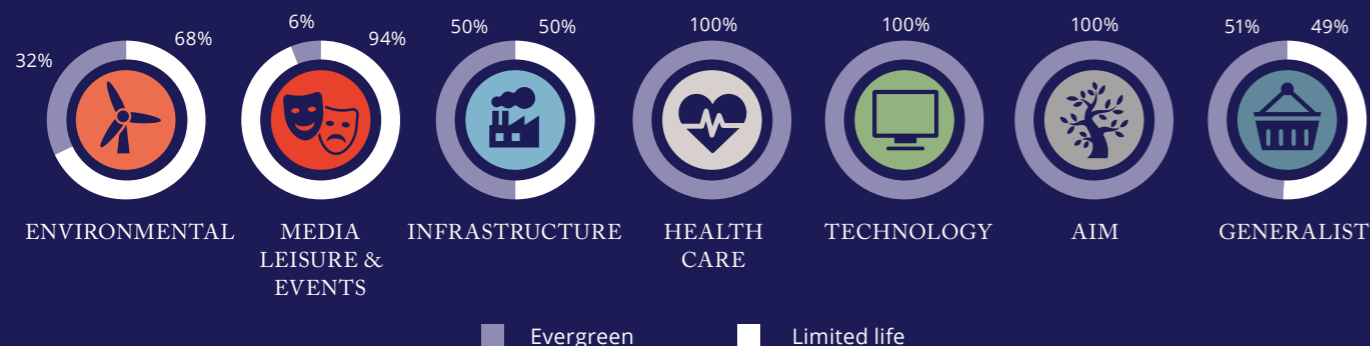 32%
68%
6%
94%
50%
50%
100%
100%
100%
51%
49%
ENVIRONMENTAL
MEDIA
LEISURE &
EVENTS
INFRASTRUCTURE
HEALTH
CARE
TECHNOLOGY
AIM
GENERALIST
Evergreen
Limited life